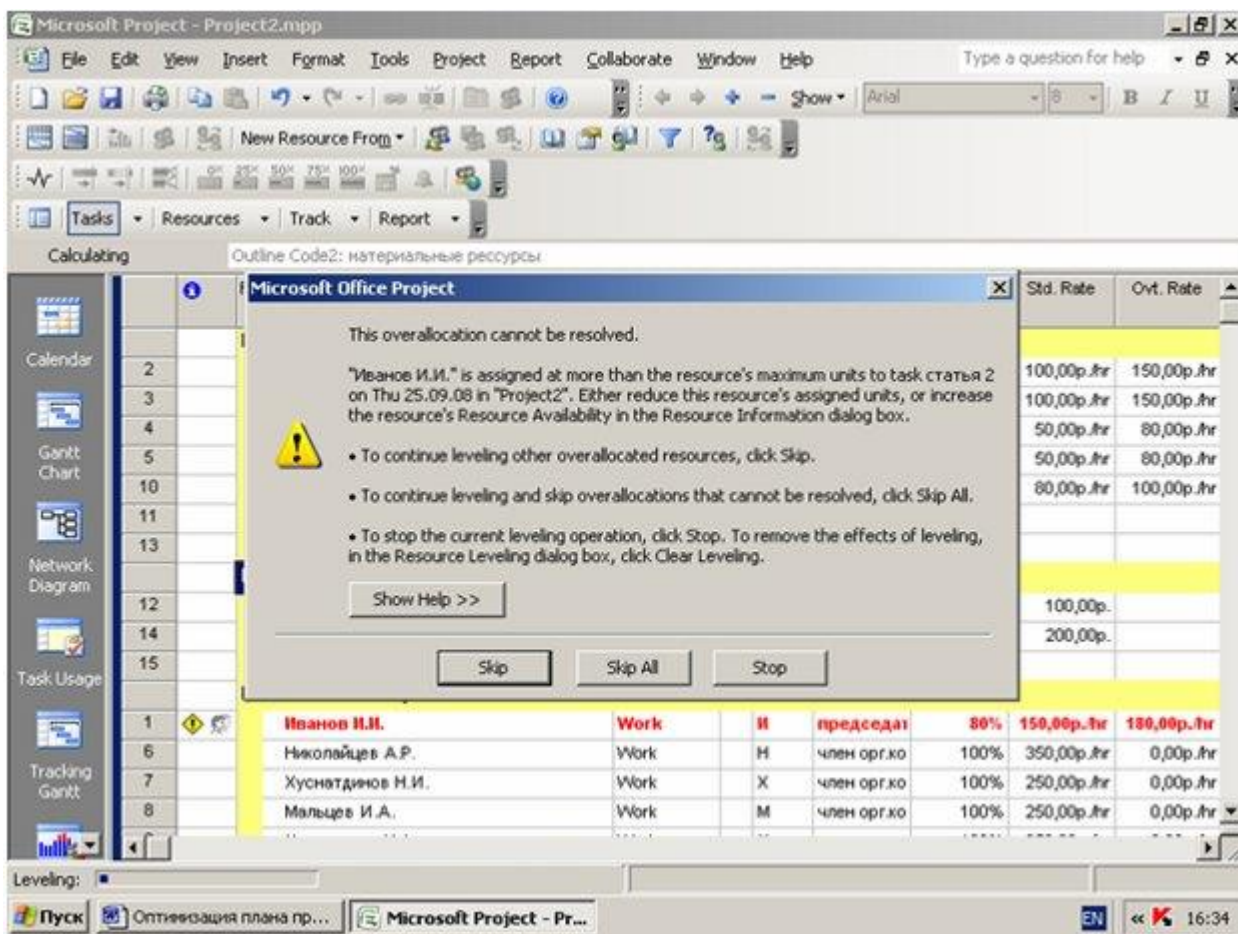 Microsoft Project - Project2.mpp
File Edit View Insert Format Tools Project Report Collaborate Window Help Type a question for help
Show Arial 8 B I U
New Resource From
0% 25% 50% 75% 100%
Tasks Resources Track Report
Calculating Outline Code2: материальные рессурсы
Microsoft Office Project Std. Rate Ovt. Rate
This overallocation cannot be resolved.
"Иванов И.И." is assigned at more than the resource's maximum units to task статья 2
on Thu 25.09.08 in "Project2". Either reduce this resource's assigned units, or increase
the resource's Resource Availability in the Resource Information dialog box.
• To continue leveling other overallocated resources, click Skip.
• To continue leveling and skip overallocations that cannot be resolved, click Skip All.
• To stop the current leveling operation, click Stop. To remove the effects of leveling,
in the Resource Leveling dialog box, click Clear Leveling.
Show Help >>
Skip Skip All Stop
Calendar
Gantt
Chart
Network
Diagram
Task Usage
Tracking
Gantt
2 100,00р./hr 150,00р./hr
3 100,00р./hr 150,00р./hr
4 50,00р./hr 80,00р./hr
5 50,00р./hr 80,00р./hr
10 80,00р./hr 100,00р./hr
11
13
12 100,00р.
14 200,00р.
15
1 Иванов И.И. Work И председат 80% 150,00р./hr 180,00р./hr
6 Николайцев А.Р. Work Н член орг.ко 100% 350,00р./hr 0,00р./hr
7 Хуснатдинов Н.И. Work Х член орг.ко 100% 250,00р./hr 0,00р./hr
8 Мальцев И.А. Work М член орг.ко 100% 250,00р./hr 0,00р./hr
Leveling:
Пуск Оптимизация плана пр... Microsoft Project - Pr... EN « 16:34